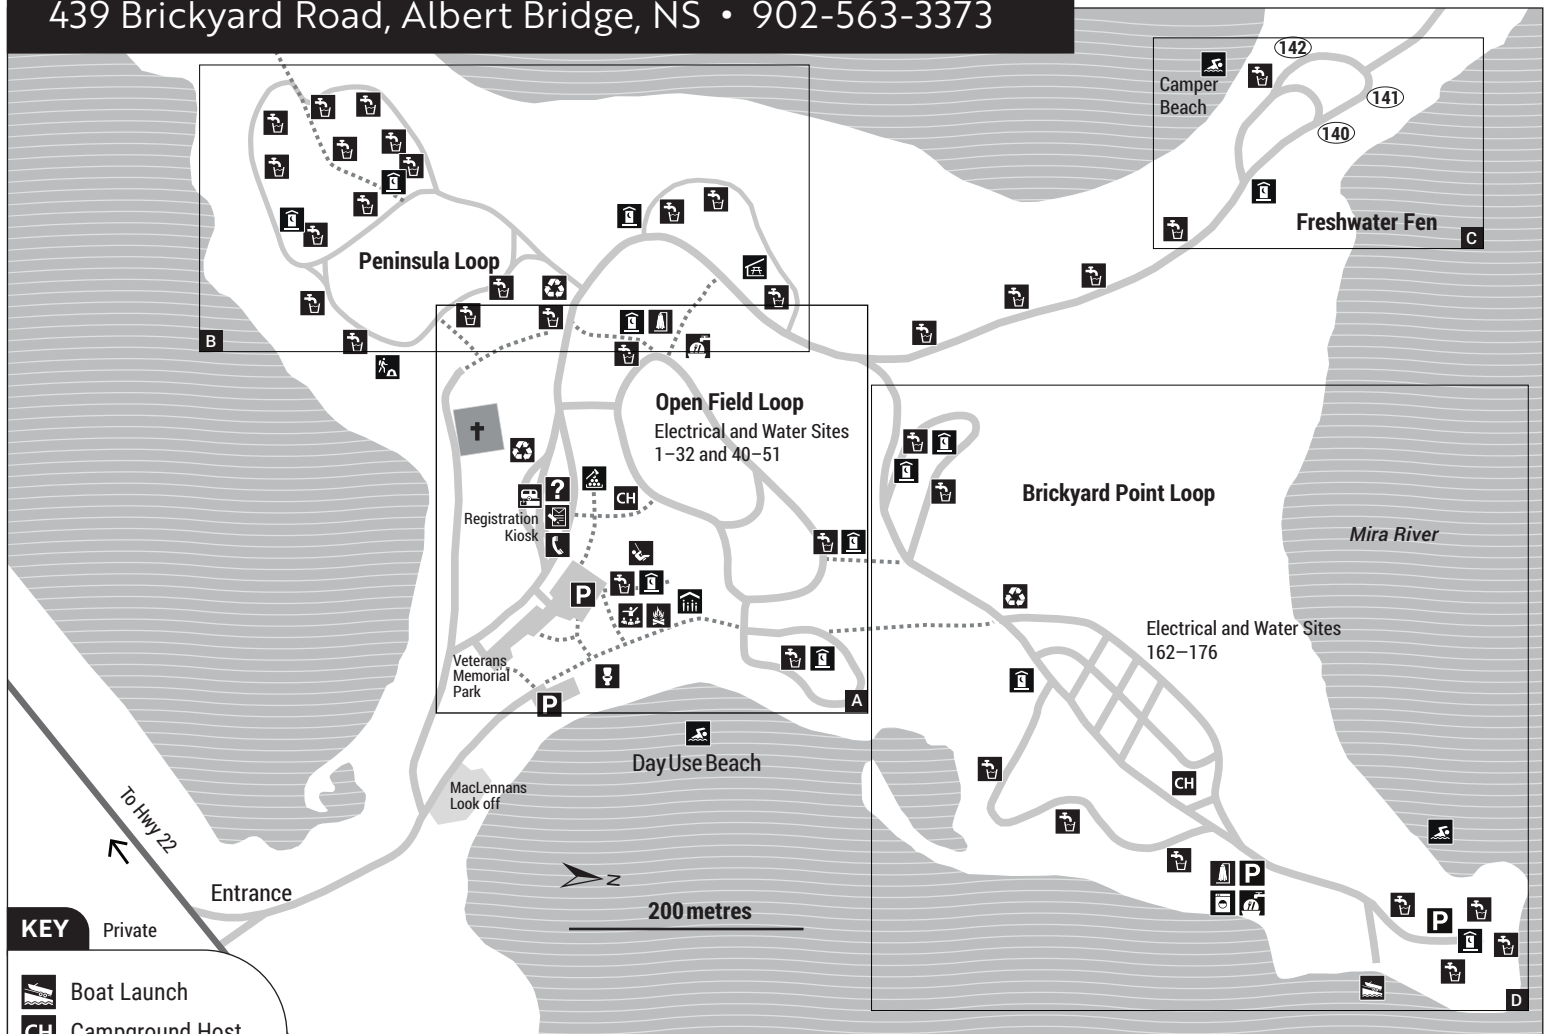 439 Brickyard Road, Albert Bridge, NS • 902-563-3373
142
Camper
Beach
141
140
Freshwater Fen
C
Peninsula Loop
B
Open Field Loop
Electrical and Water Sites
1–32 and 40–51
CH
Registration
Kiosk
?
P
Veterans
Memorial
Park
P
A
Brickyard Point Loop
Mira River
Electrical and Water Sites
162–176
CH
Day Use Beach
MacLennans
Look off
To Hwy 22
N
200 metres
P
P
D
Entrance
KEY
Private
Boat Launch
CH Campground Host